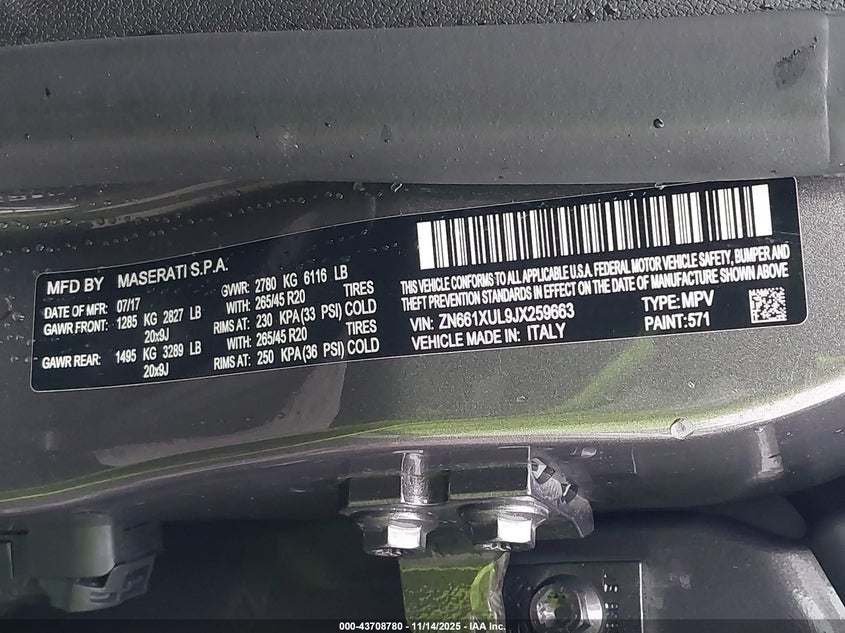 MFD BY MASERATI S.P.A.
DATE OF MFR: 07/17 GVWR: 2780 KG 6116 LB
GAWR FRONT: 1285 KG 2827 LB WITH: 265/45 R20 TIRES
20x9J RIMS AT: 230 KPA(33 PSI) COLD
GAWR REAR: 1495 KG 3289 LB WITH: 265/45 R20 TIRES
20x9J RIMS AT: 250 KPA(36 PSI) COLD
THIS VEHICLE CONFORMS TO ALL APPLICABLE U.S.A. FEDERAL MOTOR VEHICLE SAFETY, BUMPER AND
THEFT PREVENTION STANDARDS IN EFFECT ON THE DATE OF MANUFACTURE SHOWN ABOVE
VIN: ZN661XUL9JX259663 TYPE: MPV
VEHICLE MADE IN: ITALY PAINT: 571
000-43708780 - 11/14/2025 - IAA Inc.